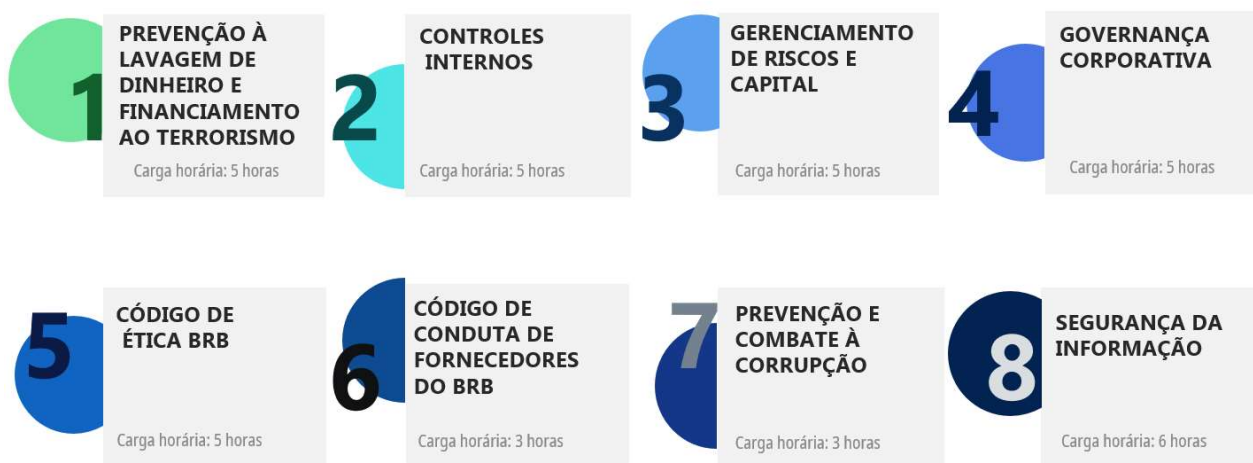 1
PREVENÇÃO À
LAVAGEM DE
DINHEIRO E
FINANCIAMENTO
AO TERRORISMO
Carga horária: 5 horas
2
CONTROLES
INTERNOS
Carga horária: 5 horas
3
GERENCIAMENTO
DE RISCOS E
CAPITAL
Carga horária: 5 horas
4
GOVERNANÇA
CORPORATIVA
Carga horária: 5 horas
5
CÓDIGO DE
ÉTICA BRB
Carga horária: 5 horas
6
CÓDIGO DE
CONDUTA DE
FORNECEDORES
DO BRB
Carga horária: 3 horas
7
PREVENÇÃO E
COMBATE À
CORRUPÇÃO
Carga horária: 3 horas
8
SEGURANÇA DA
INFORMAÇÃO
Carga horária: 6 horas